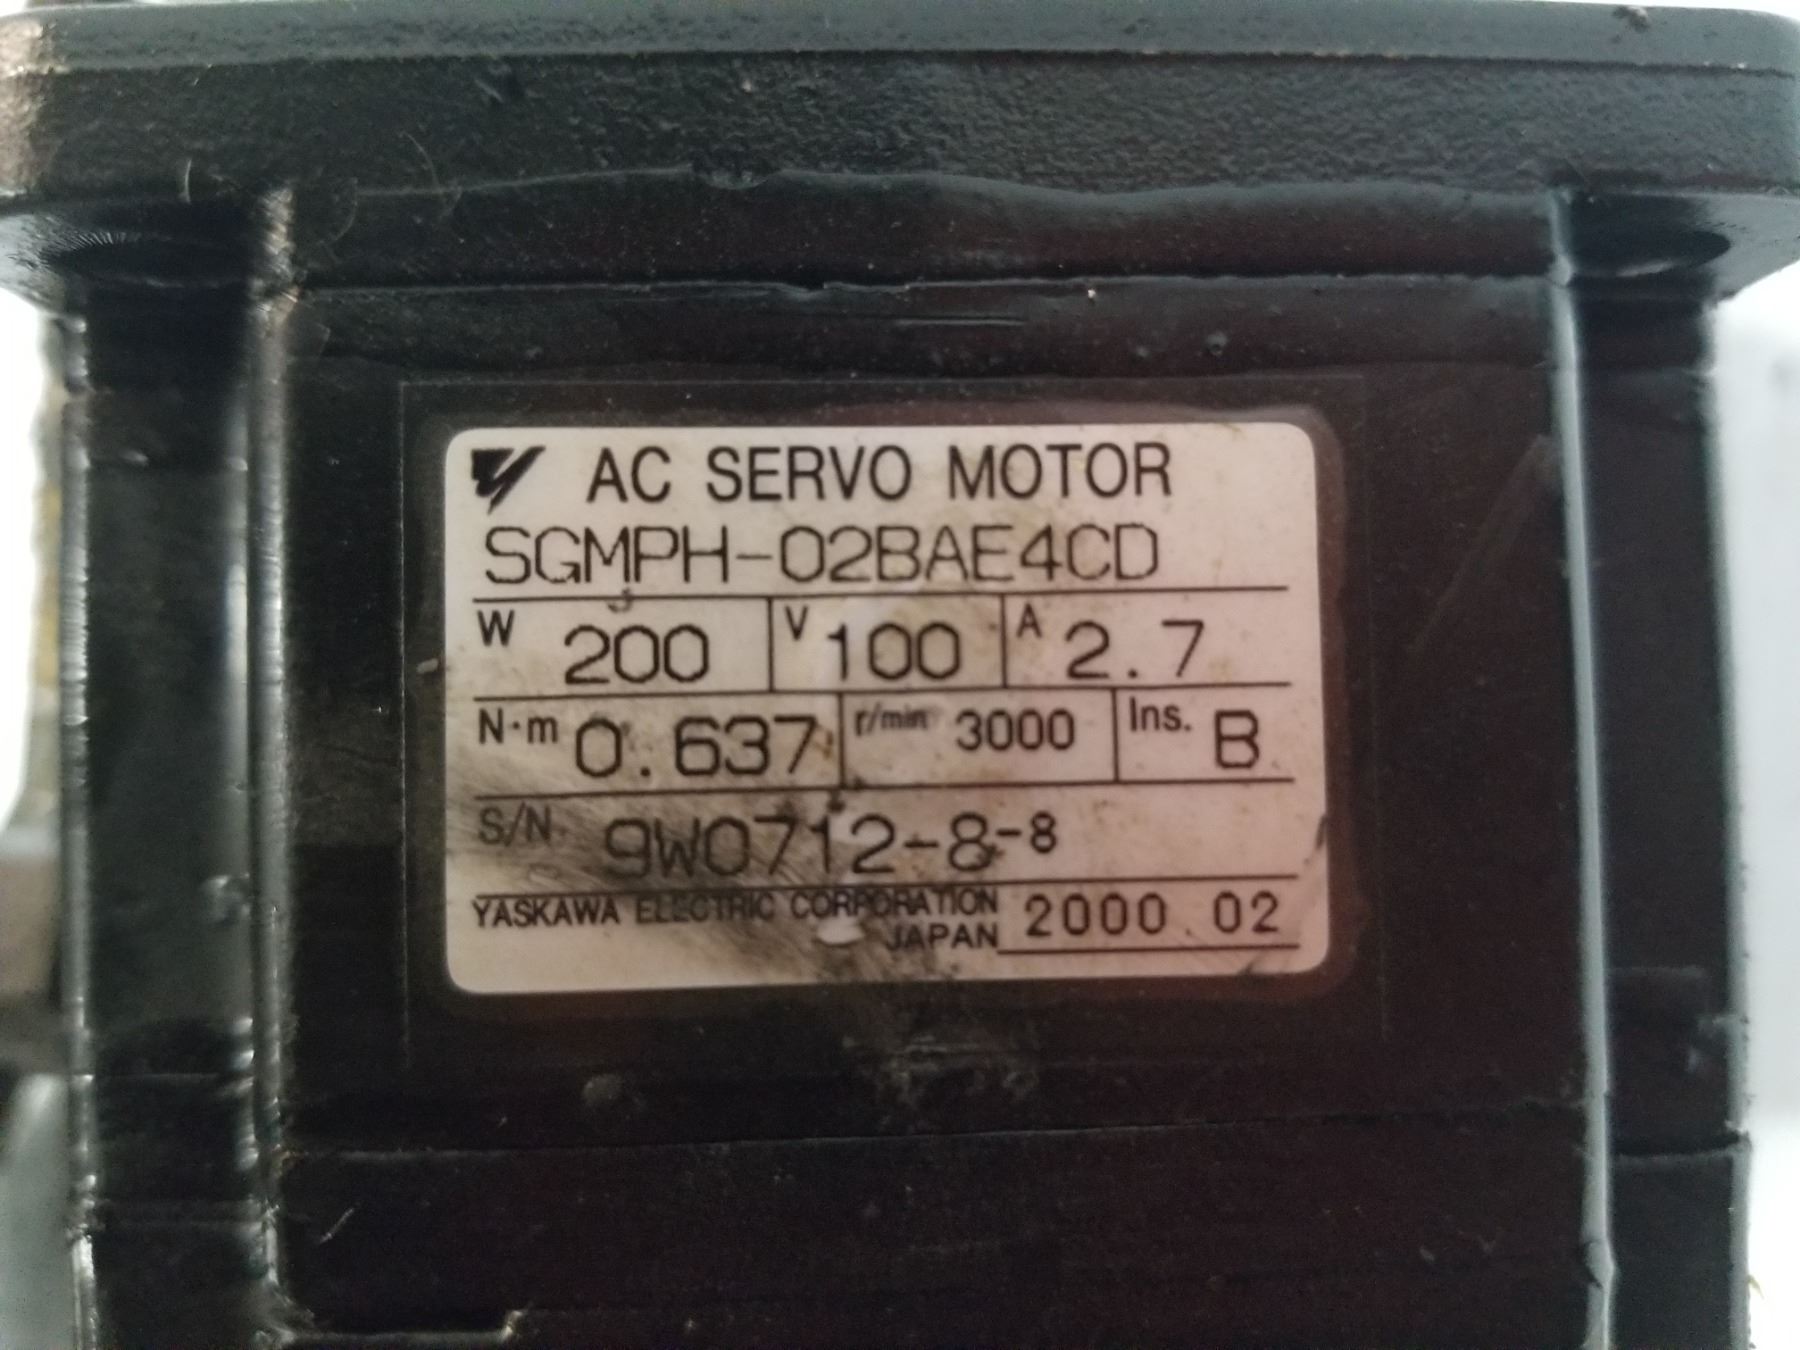 AC SERVO MOTOR
SGMPH-02BAE4CD
W 200 V 100 A 2.7
N·m 0.637 r/min 3000 Ins. B
S/N 9W0712-8-8
YASKAWA ELECTRIC CORPORATION
JAPAN 2000.02